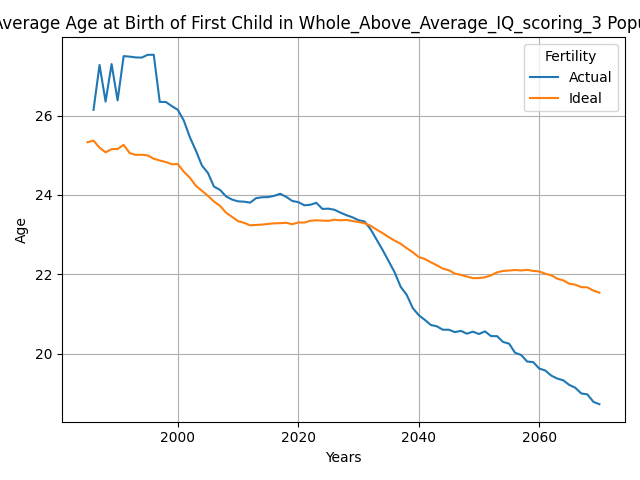 Average Age at Birth of First Child in Whole_Above_Average_IQ_scoring_3
Fertility
Actual
Ideal
26
24
22
20
Age
2000
2020
2040
2060
Years